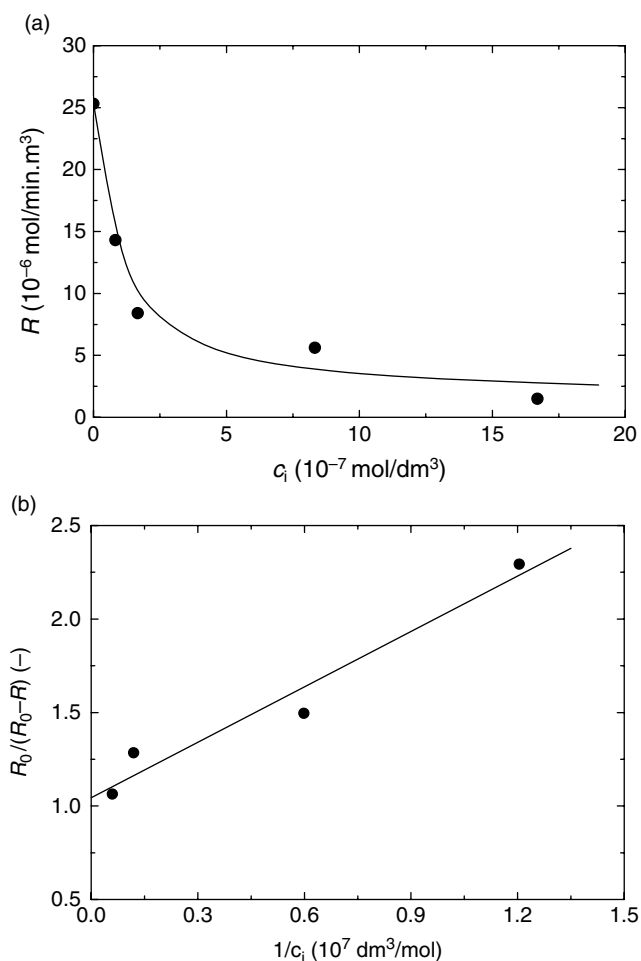 (a)
30
25
20
15
10
5
0
R (10⁻⁶ mol/min.m³)
0 5 10 15 20
cᵢ (10⁻⁷ mol/dm³)
(b)
2.5
2.0
1.5
1.0
0.5
R₀/(R₀–R) (–)
0.0 0.3 0.6 0.9 1.2
1/cᵢ (10⁷ dm³/mol)